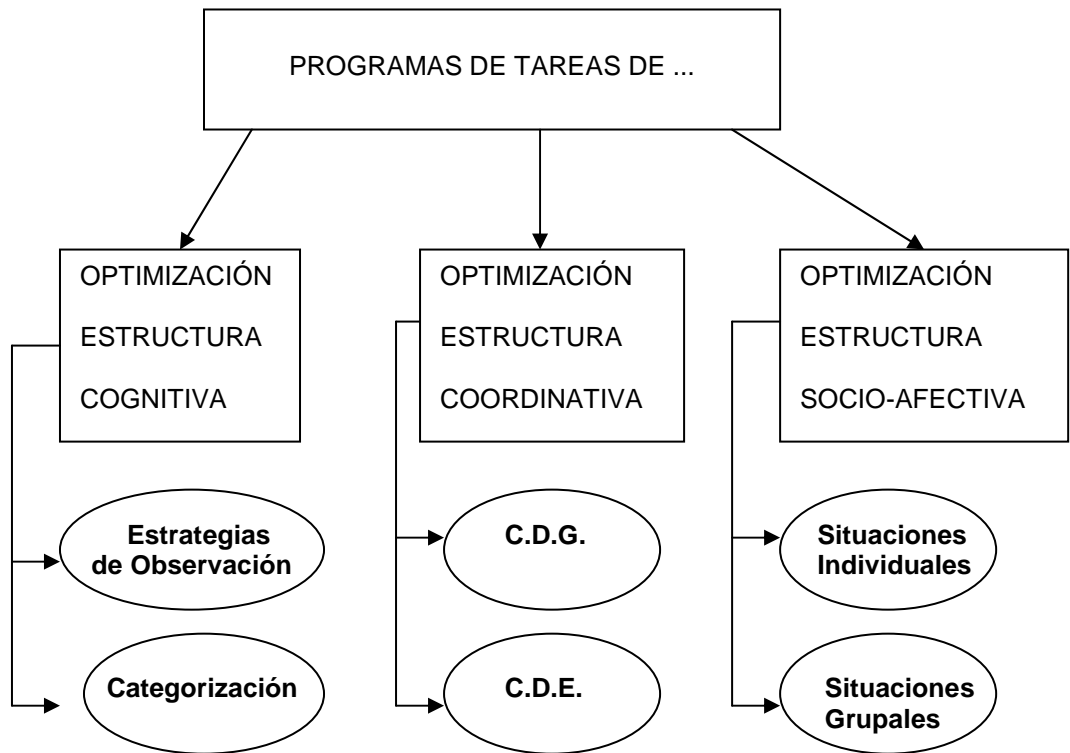 PROGRAMAS DE TAREAS DE ...
OPTIMIZACIÓN
ESTRUCTURA
COGNITIVA
OPTIMIZACIÓN
ESTRUCTURA
COORDINATIVA
OPTIMIZACIÓN
ESTRUCTURA
SOCIO-AFECTIVA
Estrategias
de Observación
C.D.G.
Situaciones
Individuales
Categorización
C.D.E.
Situaciones
Grupales